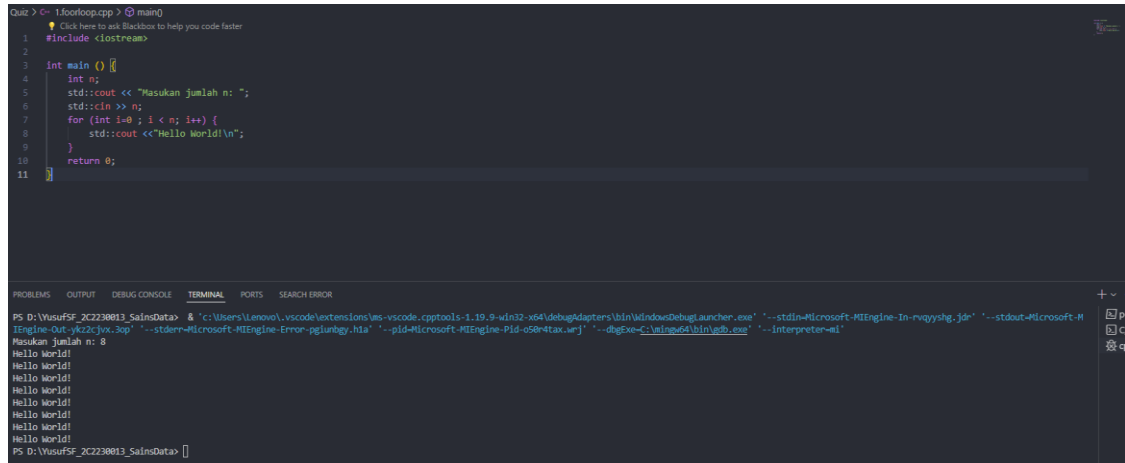 Quiz > 1.foorloop.cpp > main()
Click here to ask Blackbox to help you code faster
1 #include <iostream>
2
3 int main () {
4 int n;
5 std::cout << "Masukan jumlah n: ";
6 std::cin >> n;
7 for (int i=0 ; i < n; i++) {
8 std::cout <<"Hello World!\n";
9 }
10 return 0;
11 }
PROBLEMS OUTPUT DEBUG CONSOLE TERMINAL PORTS SEARCH ERROR
PS D:\YusufSF_2C2230013_SainsData> & 'c:\Users\Lenovo\.vscode\extensions\ms-vscode.cpptools-1.19.9-win32-x64\debugAdapters\bin\WindowsDebugLauncher.exe' '--stdin=Microsoft-MIEngine-In-rvqyyshg.jdr' '--stdout=Microsoft-M
IEngine-Out-ykz2cjvx.3op' '--stderr=Microsoft-MIEngine-Error-pgiunbgy.h1a' '--pid=Microsoft-MIEngine-Pid-o50r4tax.wrj' '--dbgExe=C:\mingw64\bin\gdb.exe' '--interpreter=mi'
Masukan jumlah n: 8
Hello World!
Hello World!
Hello World!
Hello World!
Hello World!
Hello World!
Hello World!
Hello World!
PS D:\YusufSF_2C2230013_SainsData>